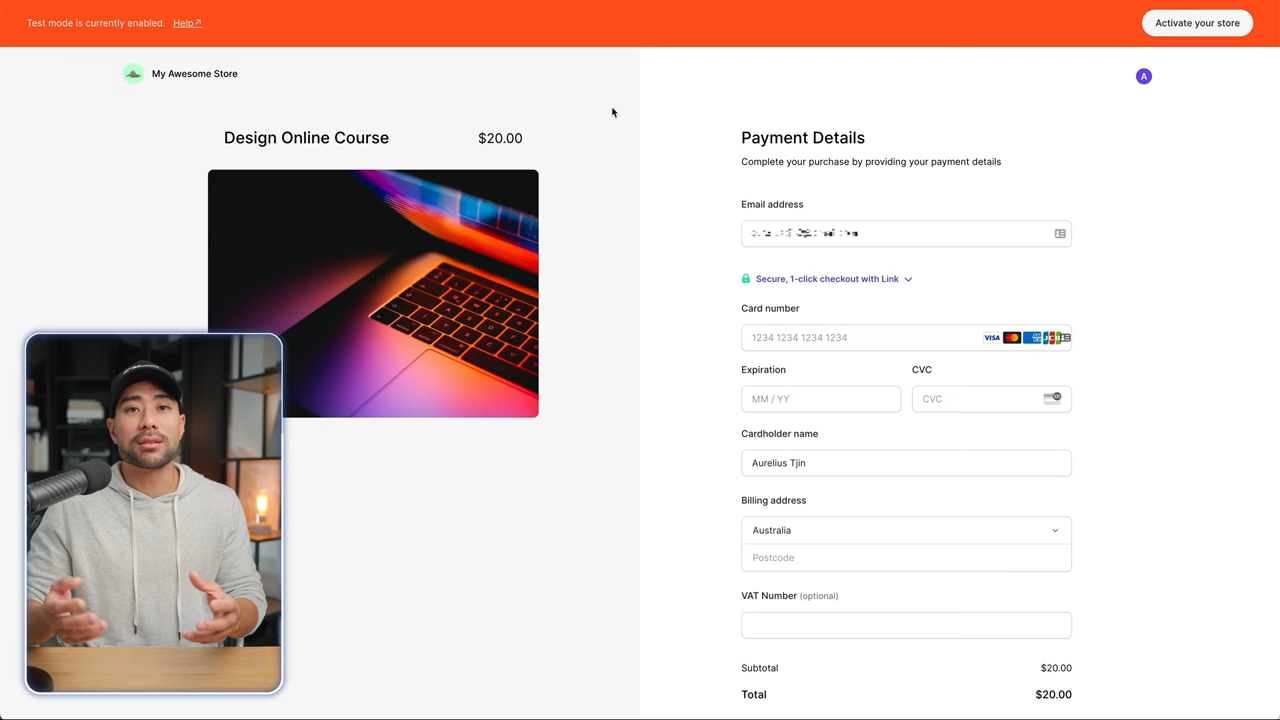 Test mode is currently enabled. Help↗
Activate your store
My Awesome Store
A
Design Online Course
$20.00
Payment Details
Complete your purchase by providing your payment details
Email address
Secure, 1-click checkout with Link
Card number
1234 1234 1234 1234
VISA
Expiration
CVC
MM / YY
CVC
Cardholder name
Aurelius Tjin
Billing address
Australia
Postcode
VAT Number (optional)
Subtotal
$20.00
Total
$20.00